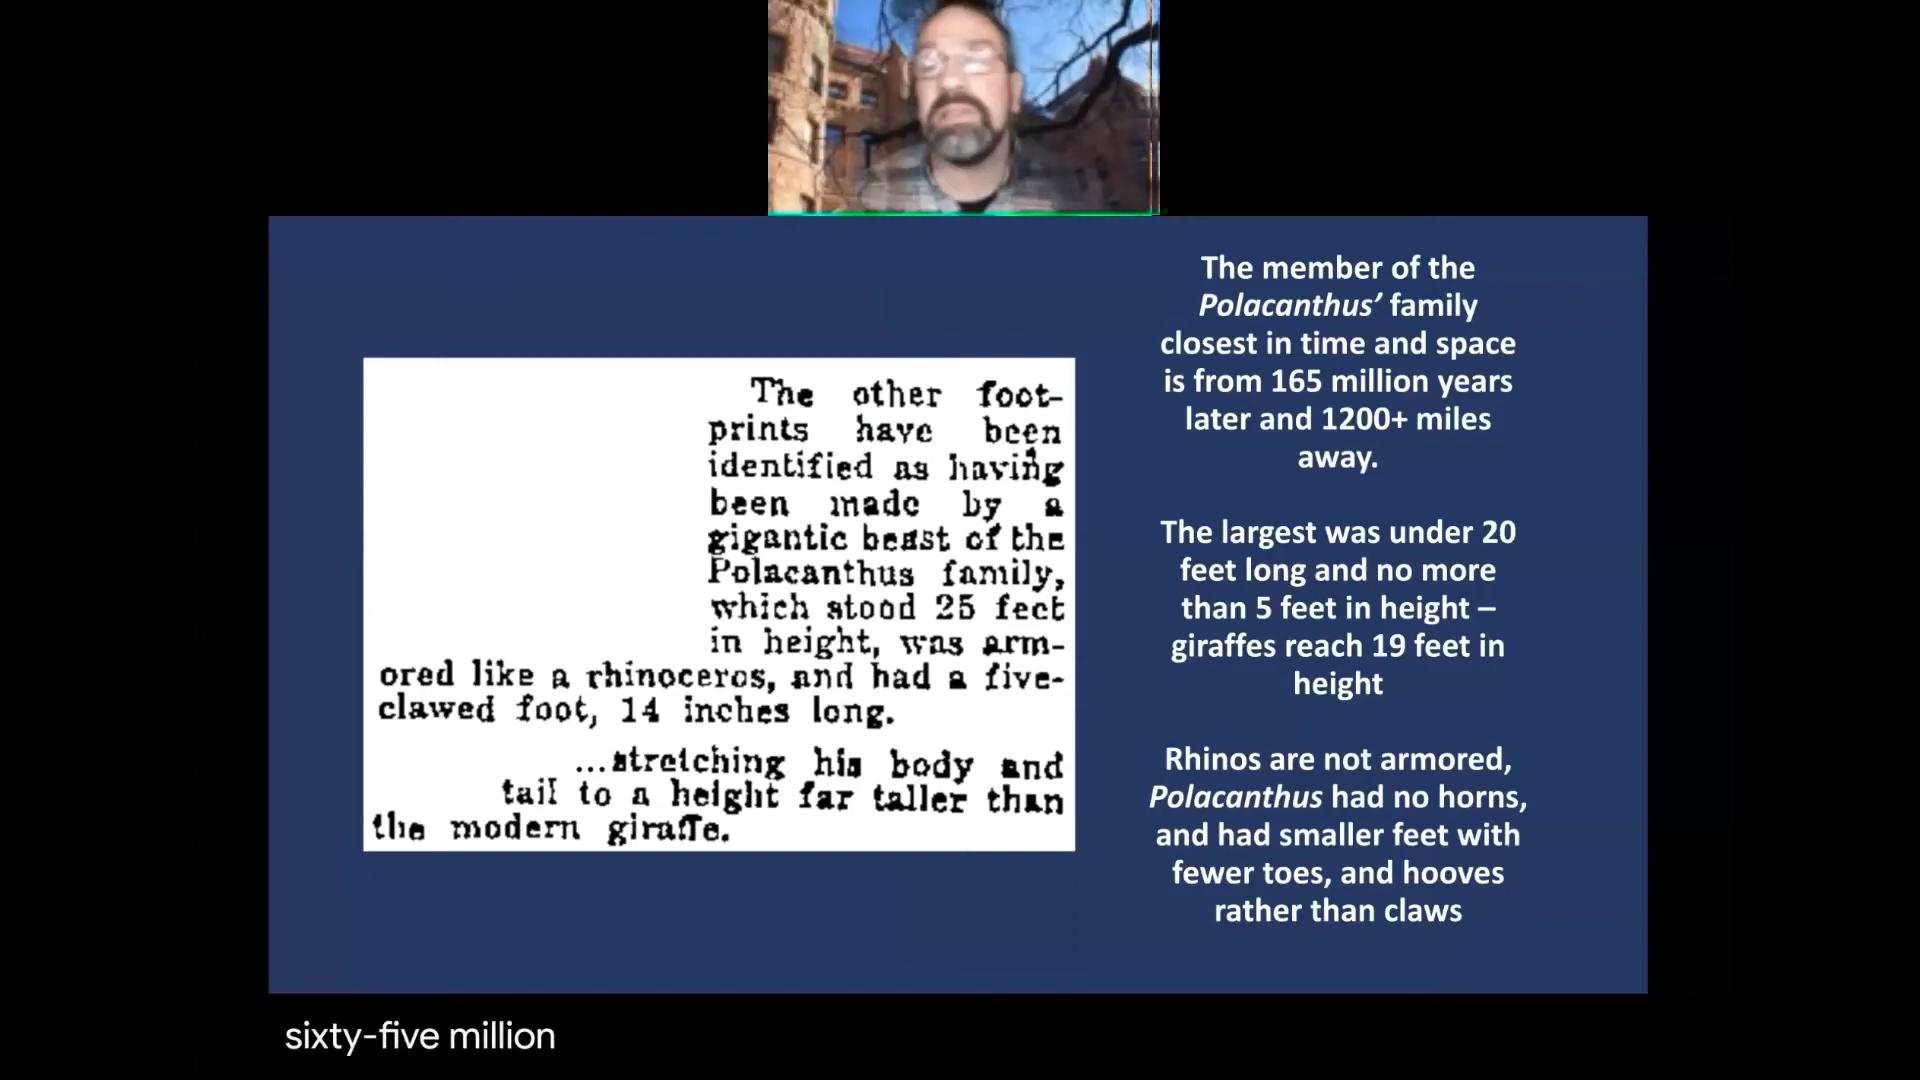 The other foot-
prints have been
identified as having
been made by a
gigantic beast of the
Polacanthus family,
which stood 25 feet
in height, was arm-
ored like a rhinoceros, and had a five-
clawed foot, 14 inches long.
...stretching his body and
tail to a height far taller than
the modern giraffe.
The member of the
Polacanthus’ family
closest in time and space
is from 165 million years
later and 1200+ miles
away.
The largest was under 20
feet long and no more
than 5 feet in height –
giraffes reach 19 feet in
height
Rhinos are not armored,
Polacanthus had no horns,
and had smaller feet with
fewer toes, and hooves
rather than claws
sixty-five million